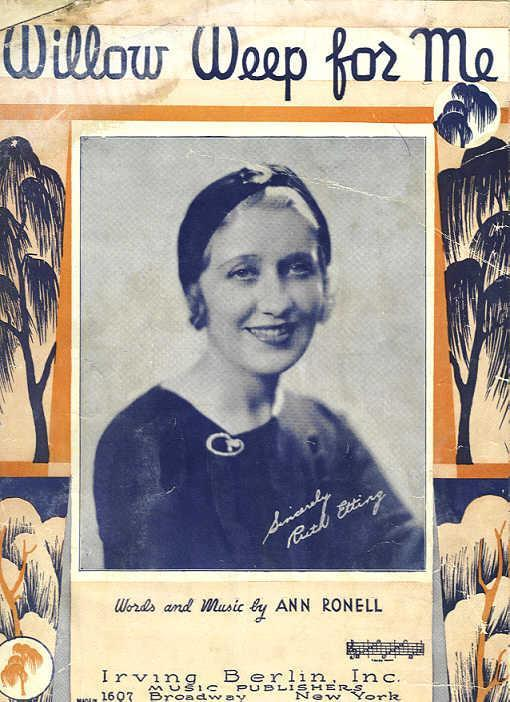 Willow Weep for Me
Sincerely
Ruth Etting
Words and Music by ANN RONELL
Irving Berlin, Inc.
MUSIC PUBLISHERS
1607 Broadway New York